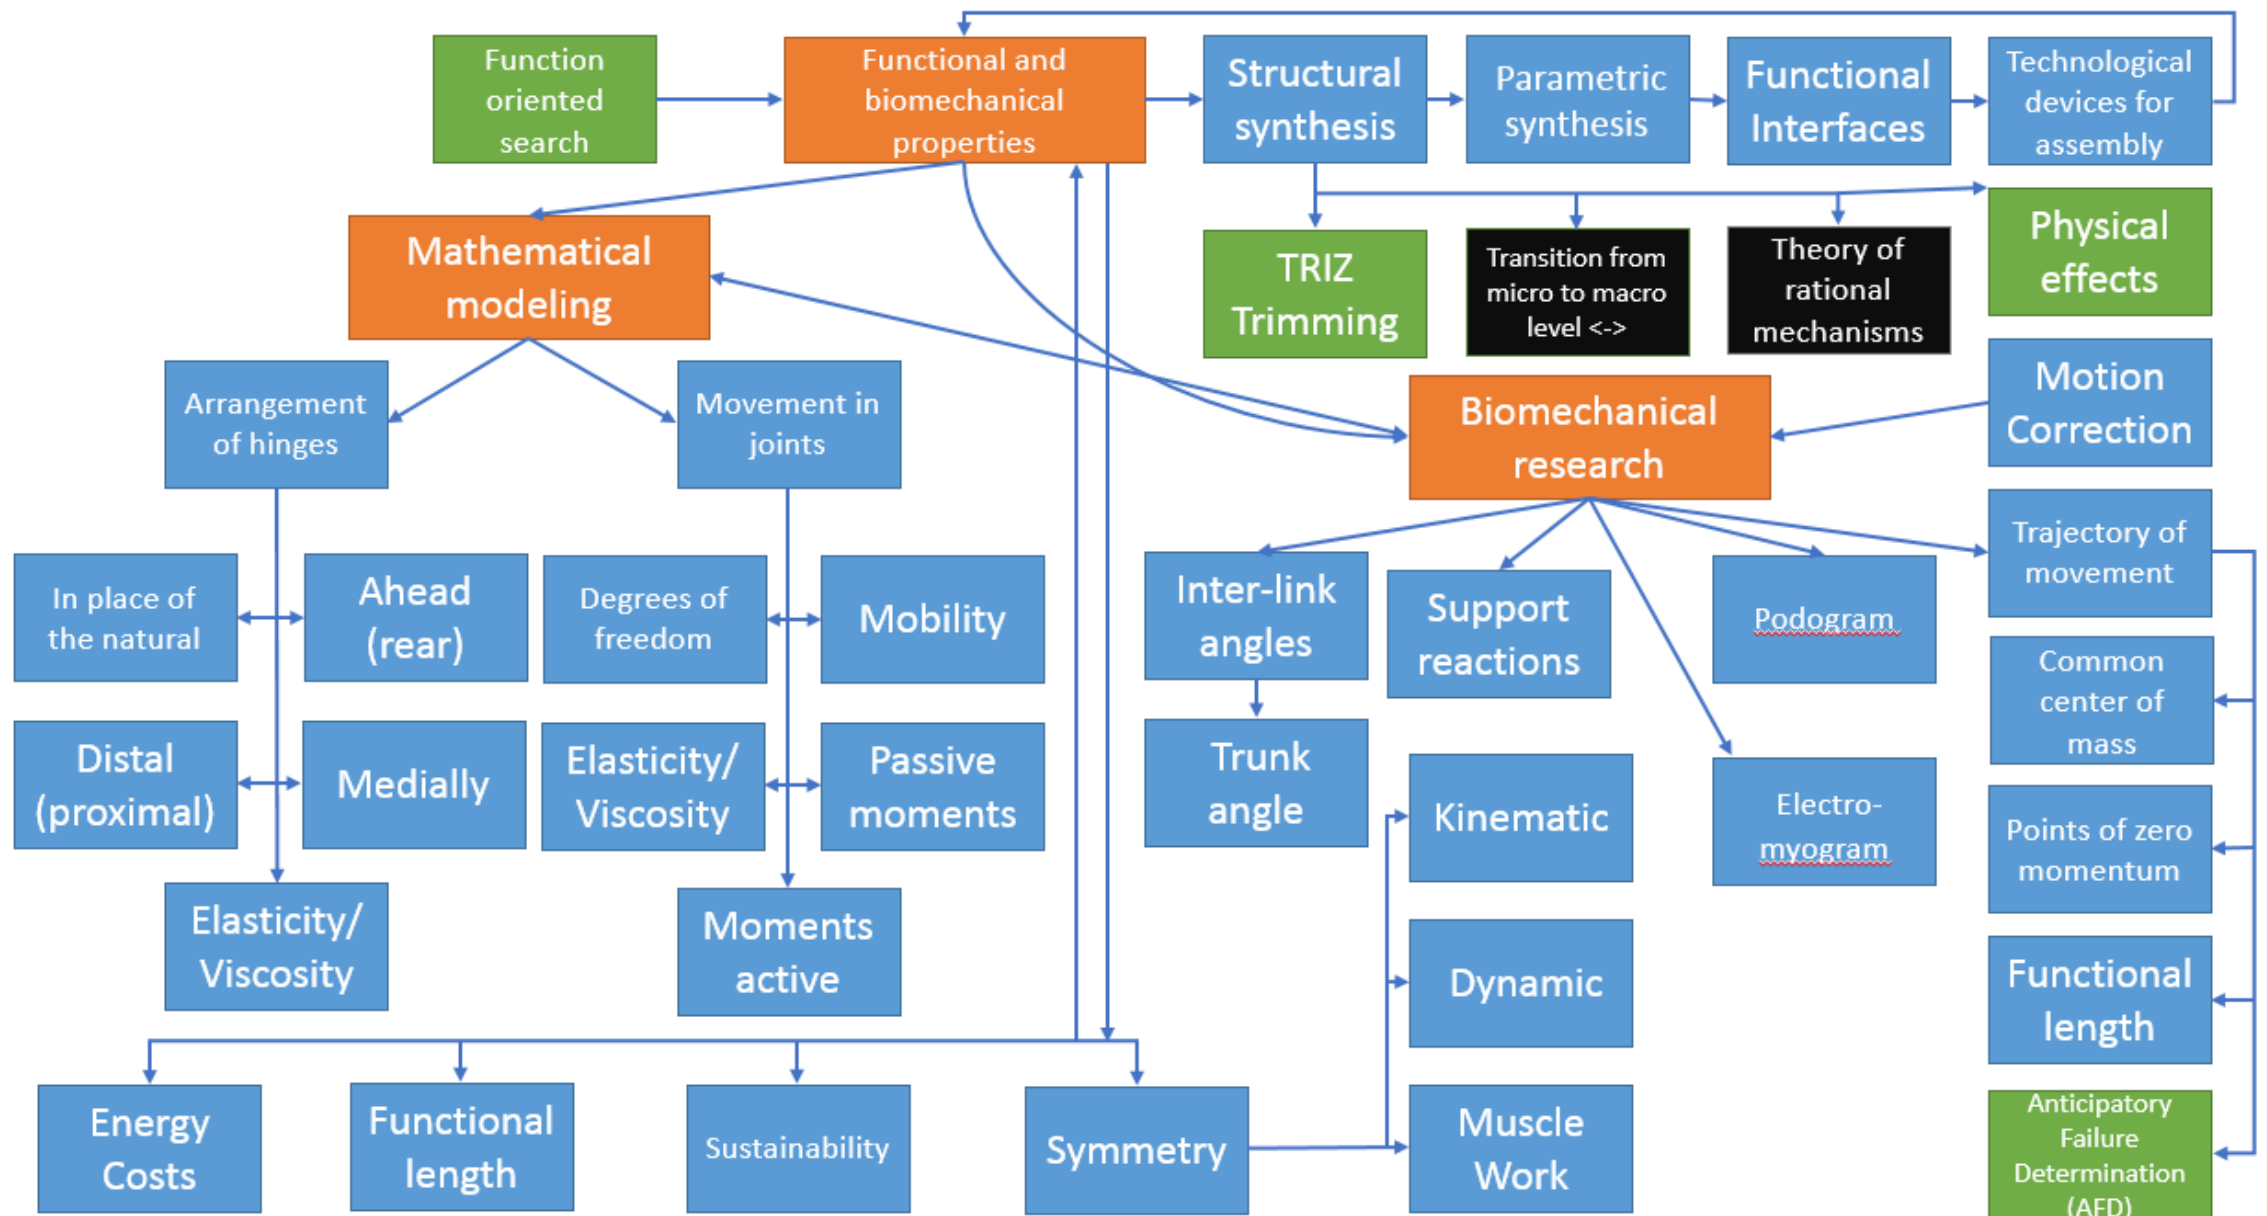 Function
oriented
search
Functional and
biomechanical
properties
Structural
synthesis
Parametric
synthesis
Functional
Interfaces
Technological
devices for
assembly
Mathematical
modeling
TRIZ
Trimming
Transition from
micro to macro
level <->
Theory of
rational
mechanisms
Physical
effects
Arrangement
of hinges
Movement in
joints
Biomechanical
research
Motion
Correction
In place of
the natural
Ahead
(rear)
Degrees of
freedom
Mobility
Inter-link
angles
Support
reactions
Podogram
Trajectory of
movement
Common
center of
mass
Distal
(proximal)
Medially
Elasticity/
Viscosity
Passive
moments
Trunk
angle
Kinematic
Electro-
myogram
Points of zero
momentum
Elasticity/
Viscosity
Moments
active
Dynamic
Functional
length
Energy
Costs
Functional
length
Sustainability
Symmetry
Muscle
Work
Anticipatory
Failure
Determination
(AFD)